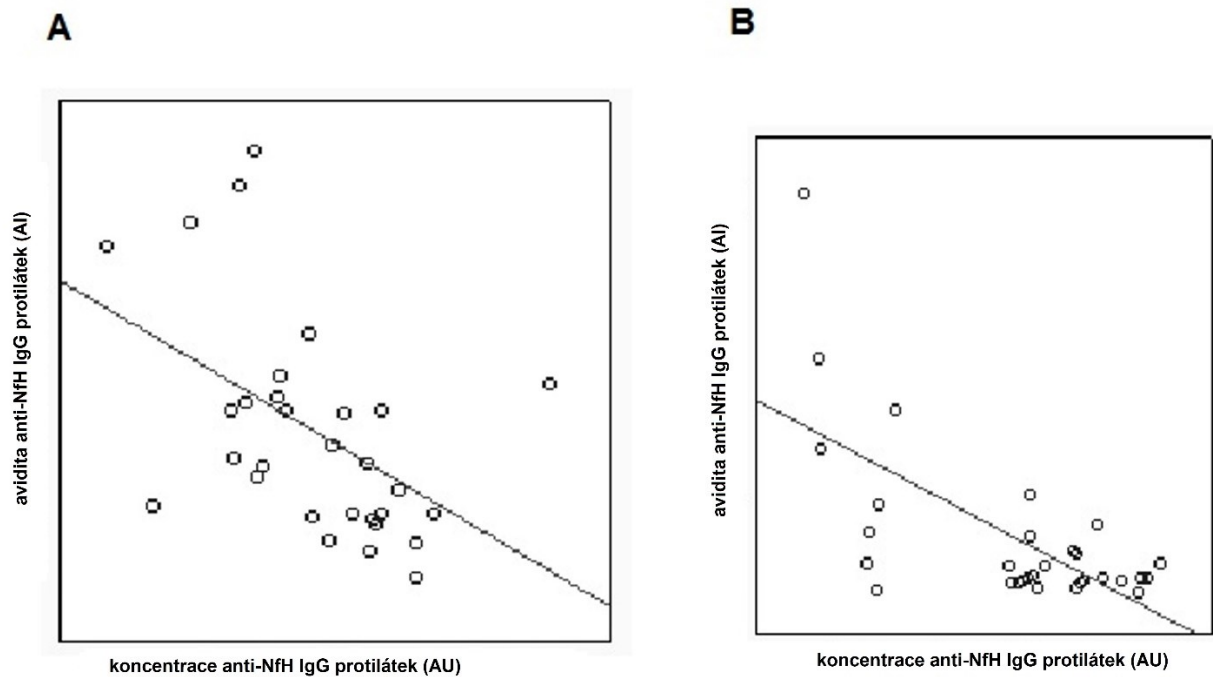 A
B
avidita anti-NfH IgG protilátek (AI)
koncentrace anti-NfH IgG protilátek (AU)
avidita anti-NfH IgG protilátek (AI)
koncentrace anti-NfH IgG protilátek (AU)